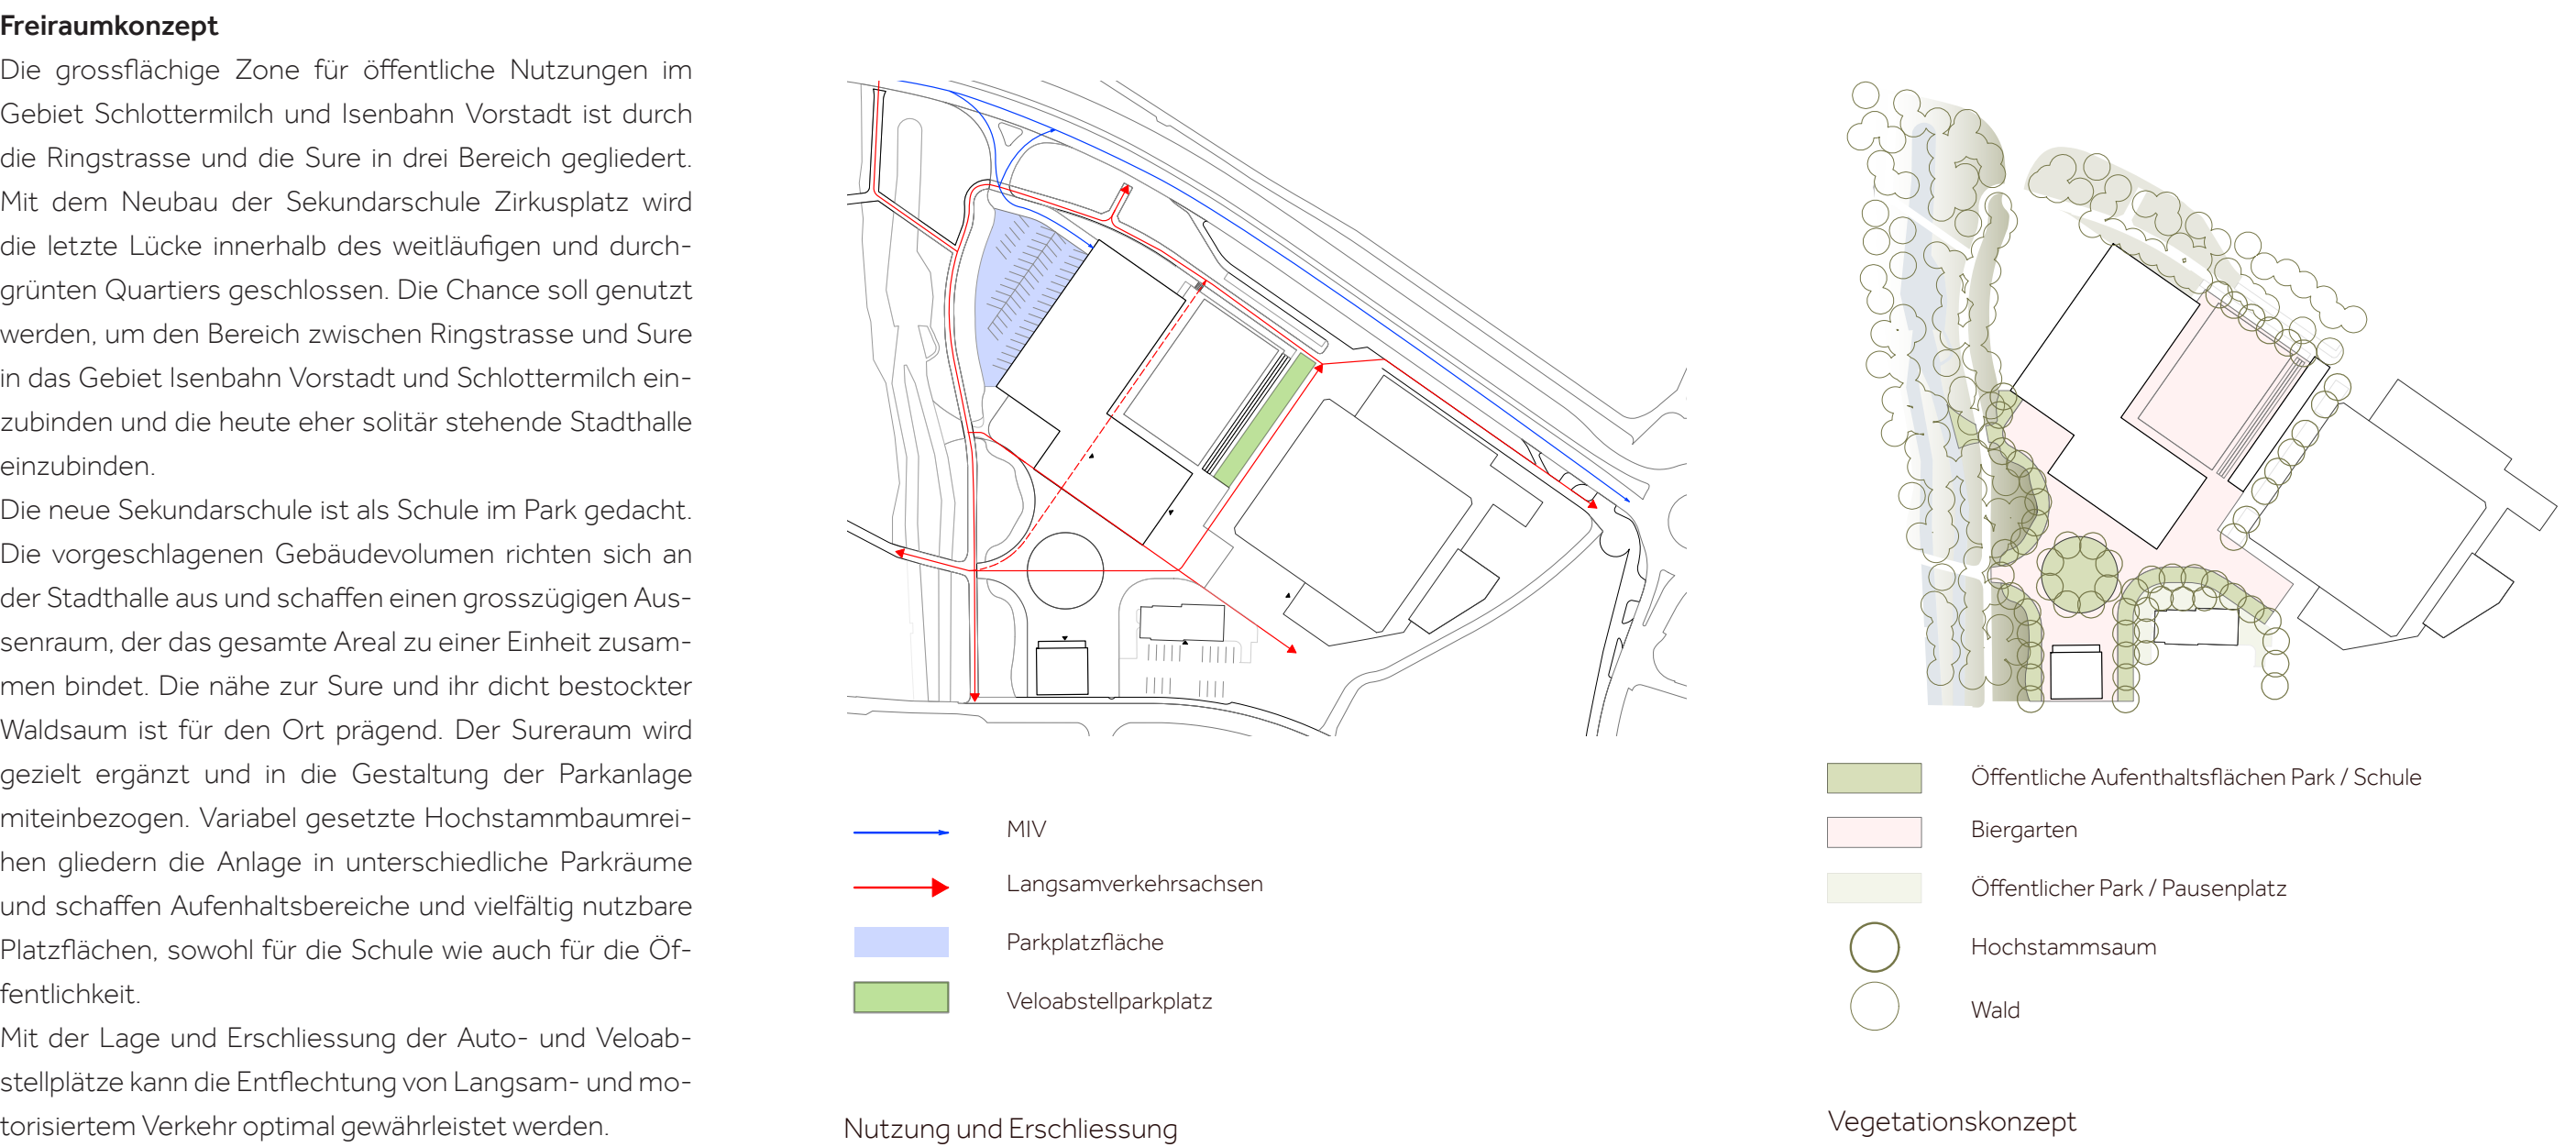 Freiraumkonzept
Die grossflächige Zone für öffentliche Nutzungen im
Gebiet Schlottermilch und Isenbahn Vorstadt ist durch
die Ringstrasse und die Sure in drei Bereich gegliedert.
Mit dem Neubau der Sekundarschule Zirkusplatz wird
die letzte Lücke innerhalb des weitläufigen und durch-
grünten Quartiers geschlossen. Die Chance soll genutzt
werden, um den Bereich zwischen Ringstrasse und Sure
in das Gebiet Isenbahn Vorstadt und Schlottermilch ein-
zubinden und die heute eher solitär stehende Stadthalle
einzubinden.
Die neue Sekundarschule ist als Schule im Park gedacht.
Die vorgeschlagenen Gebäudevolumen richten sich an
der Stadthalle aus und schaffen einen grosszügigen Aus-
senraum, der das gesamte Areal zu einer Einheit zusam-
men bindet. Die nähe zur Sure und ihr dicht bestockter
Waldsaum ist für den Ort prägend. Der Sureraum wird
gezielt ergänzt und in die Gestaltung der Parkanlage
miteinbezogen. Variabel gesetzte Hochstammbaumrei-
hen gliedern die Anlage in unterschiedliche Parkräume
und schaffen Aufenhaltsbereiche und vielfältig nutzbare
Platzflächen, sowohl für die Schule wie auch für die Öf-
fentlichkeit.
Mit der Lage und Erschliessung der Auto- und Veloab-
stellplätze kann die Entflechtung von Langsam- und mo-
torisiertem Verkehr optimal gewährleistet werden.
MIV
Langsamverkehrsachsen
Parkplatzfläche
Veloabstellparkplatz
Nutzung und Erschliessung
Öffentliche Aufenthaltsflächen Park / Schule
Biergarten
Öffentlicher Park / Pausenplatz
Hochstammsaum
Wald
Vegetationskonzept